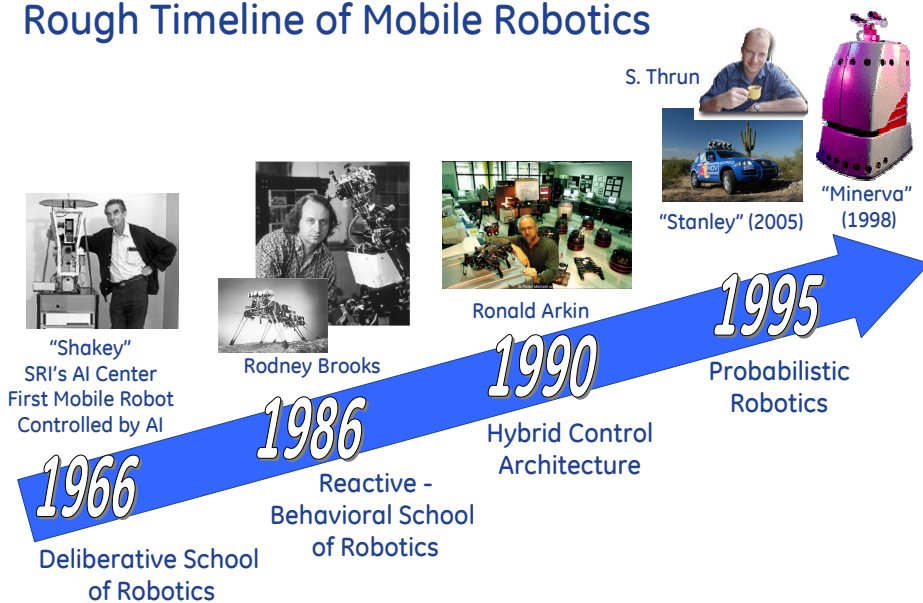 Rough Timeline of Mobile Robotics
S. Thrun
“Stanley” (2005)
“Minerva”
(1998)
Ronald Arkin
Rodney Brooks
“Shakey”
SRI’s AI Center
First Mobile Robot
Controlled by AI
1966
1986
1990
1995
Deliberative School
of Robotics
Reactive -
Behavioral School
of Robotics
Hybrid Control
Architecture
Probabilistic
Robotics